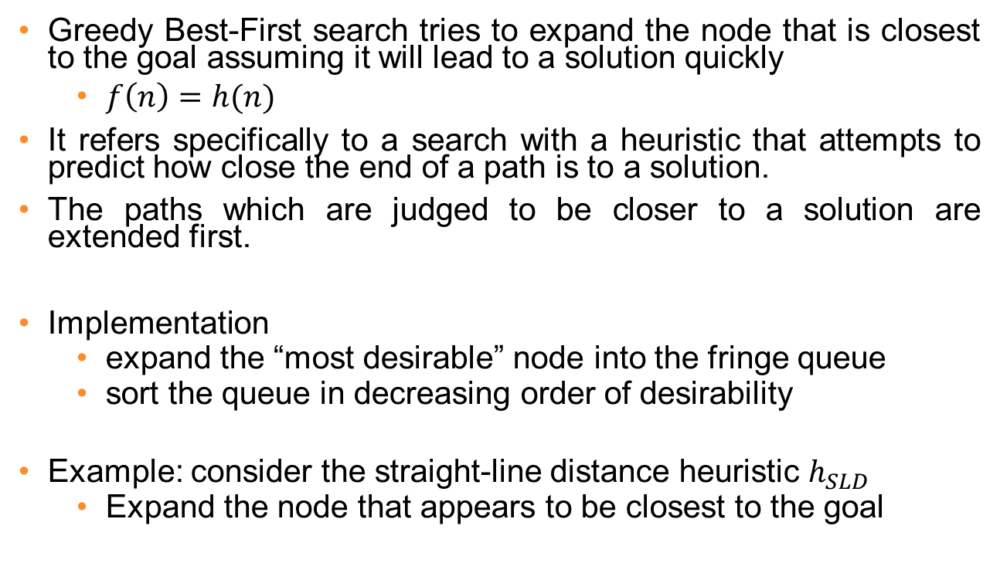 • Greedy Best-First search tries to expand the node that is closest
to the goal assuming it will lead to a solution quickly
• f(n) = h(n)
• It refers specifically to a search with a heuristic that attempts to
predict how close the end of a path is to a solution.
• The paths which are judged to be closer to a solution are
extended first.
• Implementation
• expand the “most desirable” node into the fringe queue
• sort the queue in decreasing order of desirability
• Example: consider the straight-line distance heuristic h_SLD
• Expand the node that appears to be closest to the goal